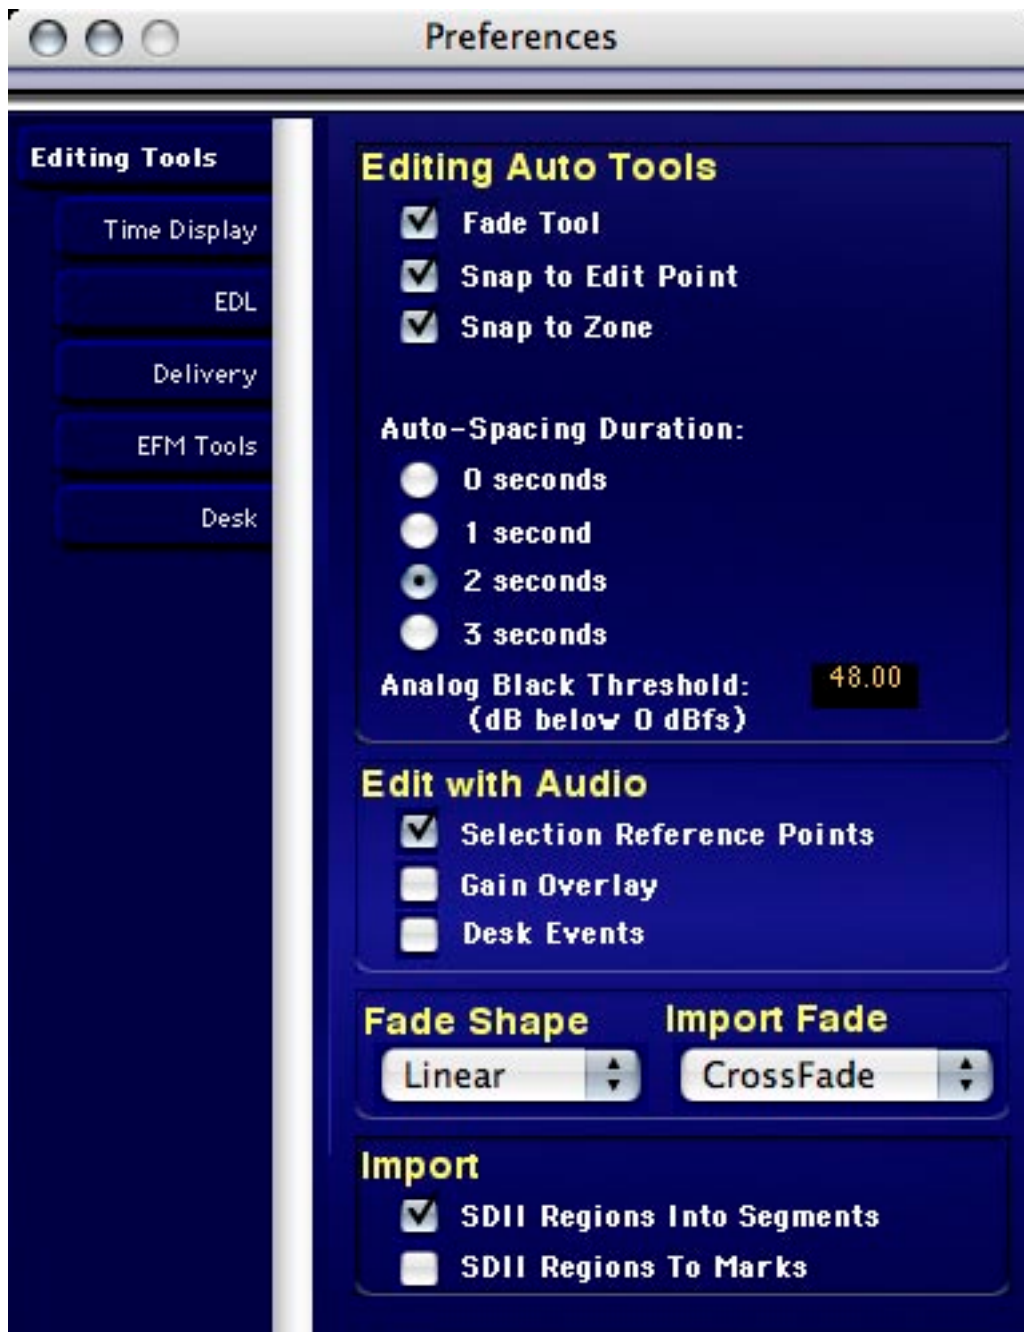 Preferences
Editing Tools
Time Display
EDL
Delivery
EFM Tools
Desk
Editing Auto Tools
Fade Tool
Snap to Edit Point
Snap to Zone
Auto-Spacing Duration:
0 seconds
1 second
2 seconds
3 seconds
Analog Black Threshold: 48.00
(dB below 0 dBfs)
Edit with Audio
Selection Reference Points
Gain Overlay
Desk Events
Fade Shape Import Fade
Linear CrossFade
Import
SDII Regions Into Segments
SDII Regions To Marks